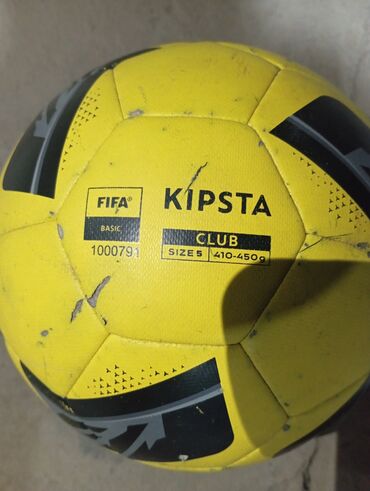 FIFA®
BASIC
1000791
KIPSTA
CLUB
SIZE 5 410-450g